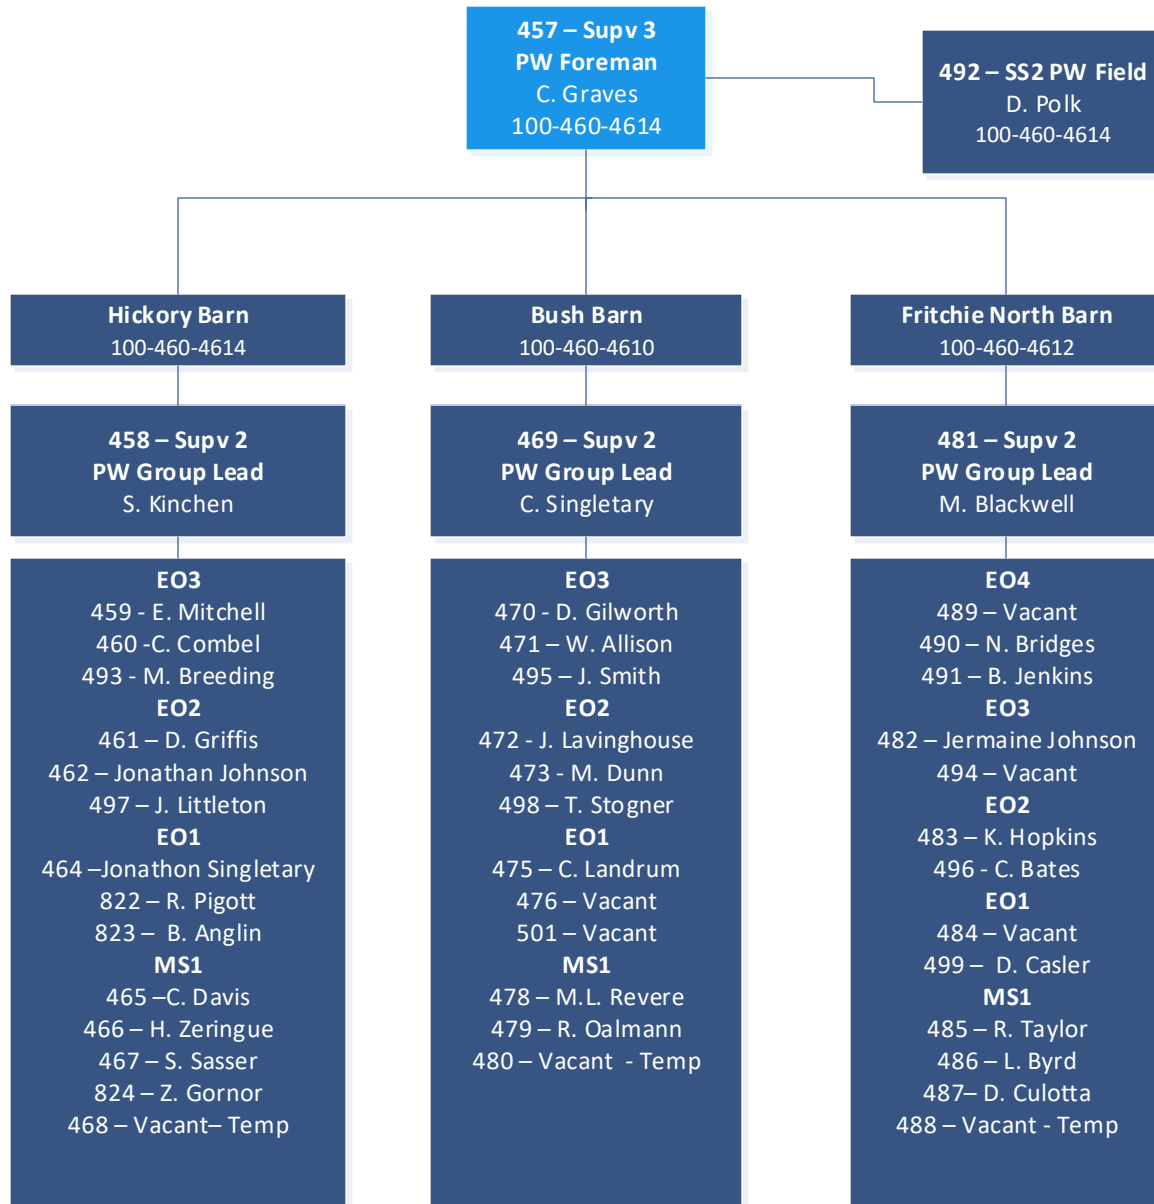 457 – Supv 3
PW Foreman
C. Graves
100-460-4614
492 – SS2 PW Field
D. Polk
100-460-4614
Hickory Barn
100-460-4614
458 – Supv 2
PW Group Lead
S. Kinchen
EO3
459 - E. Mitchell
460 -C. Combel
493 - M. Breeding
EO2
461 – D. Griffis
462 – Jonathan Johnson
497 – J. Littleton
EO1
464 –Jonathon Singletary
822 – R. Pigott
823 –  B. Anglin
MS1
465 –C. Davis
466 – H. Zeringue
467 – S. Sasser
824 – Z. Gornor
468 – Vacant– Temp
Bush Barn
100-460-4610
469 – Supv 2
PW Group Lead
C. Singletary
EO3
470 - D. Gilworth
471 – W. Allison
495 – J. Smith
EO2
472 - J. Lavinghouse
473 - M. Dunn
498 – T. Stogner
EO1
475 – C. Landrum
476 – Vacant
501 – Vacant
MS1
478 – M.L. Revere
479 – R. Oalmann
480 – Vacant  - Temp
Fritchie North Barn
100-460-4612
481 – Supv 2
PW Group Lead
M. Blackwell
EO4
489 – Vacant
490 – N. Bridges
491 – B. Jenkins
EO3
482 – Jermaine Johnson
494 – Vacant
EO2
483 – K. Hopkins
496 - C. Bates
EO1
484 – Vacant
499 –  D. Casler
MS1
485 – R. Taylor
486 – L. Byrd
487– D. Culotta
488 – Vacant - Temp